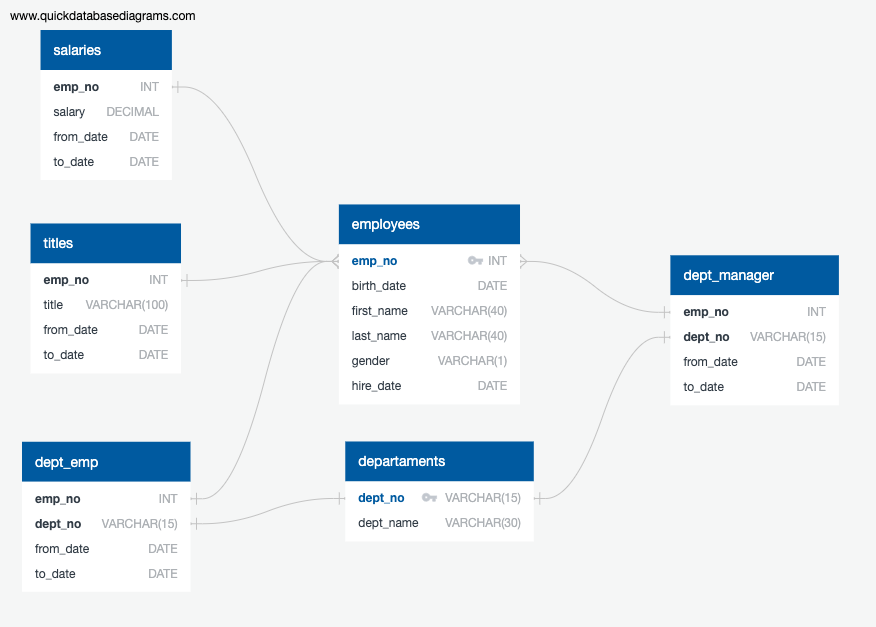 www.quickdatabasediagrams.com
salaries
emp_no INT
salary DECIMAL
from_date DATE
to_date DATE
titles
emp_no INT
title VARCHAR(100)
from_date DATE
to_date DATE
employees
emp_no INT
birth_date DATE
first_name VARCHAR(40)
last_name VARCHAR(40)
gender VARCHAR(1)
hire_date DATE
dept_manager
emp_no INT
dept_no VARCHAR(15)
from_date DATE
to_date DATE
dept_emp
emp_no INT
dept_no VARCHAR(15)
from_date DATE
to_date DATE
departaments
dept_no VARCHAR(15)
dept_name VARCHAR(30)